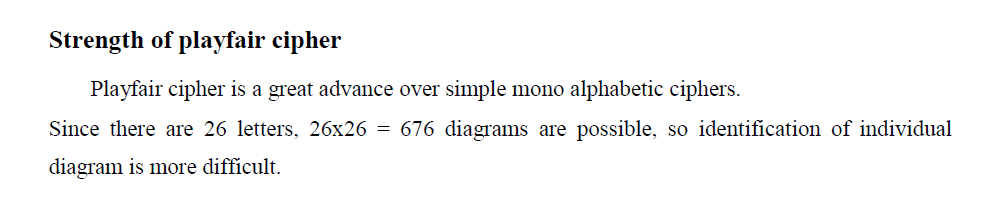 Strength of playfair cipher
Playfair cipher is a great advance over simple mono alphabetic ciphers.
Since there are 26 letters, 26x26 = 676 diagrams are possible, so identification of individual
diagram is more difficult.